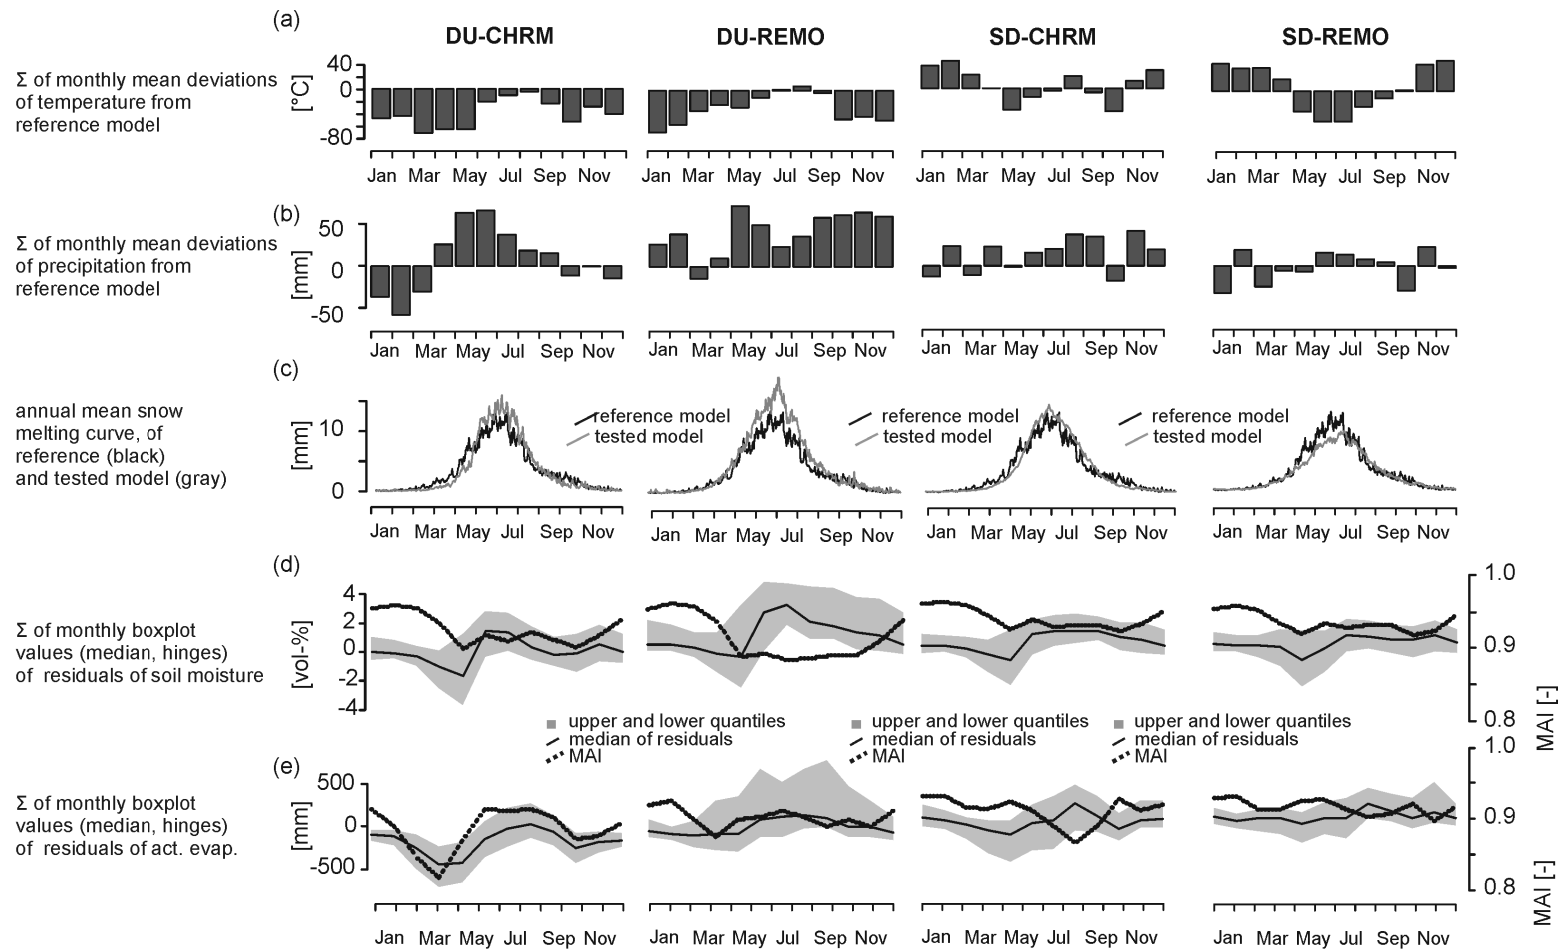 (a)
DU-CHRM DU-REMO SD-CHRM SD-REMO
Σ of monthly mean deviations
of temperature from
reference model
[°C]
40
0
-80
Jan Mar May Jul Sep Nov Jan Mar May Jul Sep Nov Jan Mar May Jul Sep Nov Jan Mar May Jul Sep Nov
(b)
Σ of monthly mean deviations
of precipitation from
reference model
[mm]
50
0
-50
Jan Mar May Jul Sep Nov Jan Mar May Jul Sep Nov Jan Mar May Jul Sep Nov Jan Mar May Jul Sep Nov
(c)
annual mean snow
melting curve, of
reference (black)
and tested model (gray)
[mm]
10
0
reference model reference model reference model
tested model tested model tested model
Jan Mar May Jul Sep Nov Jan Mar May Jul Sep Nov Jan Mar May Jul Sep Nov Jan Mar May Jul Sep Nov
(d)
Σ of monthly boxplot
values (median, hinges)
of residuals of soil moisture
[vol-%]
4
2
0
-2
-4
1.0
0.9
0.8
MAI [-]
upper and lower quantiles upper and lower quantiles upper and lower quantiles
median of residuals median of residuals median of residuals
MAI MAI MAI
(e)
Σ of monthly boxplot
values (median, hinges)
of residuals of act. evap.
[mm]
500
0
-500
1.0
0.9
0.8
MAI [-]
Jan Mar May Jul Sep Nov Jan Mar May Jul Sep Nov Jan Mar May Jul Sep Nov Jan Mar May Jul Sep Nov